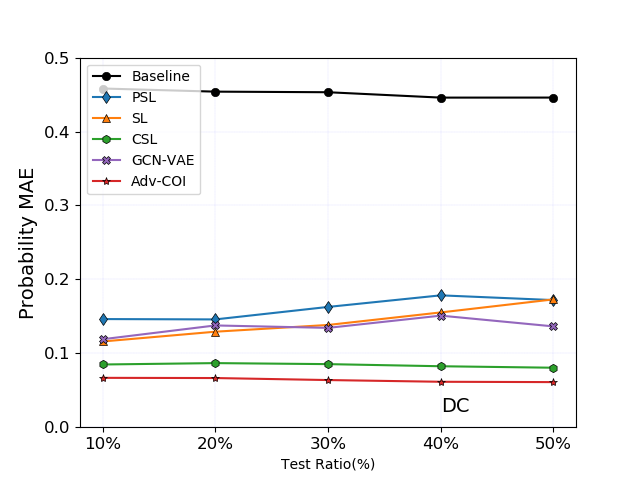 0.5
0.4
0.3
0.2
0.1
0.0
Probability MAE
Baseline
PSL
SL
CSL
GCN-VAE
Adv-COI
DC
10% 20% 30% 40% 50%
Test Ratio(%)